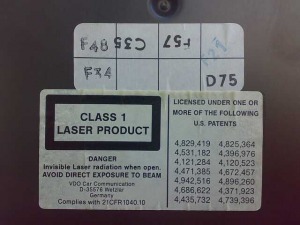 F48 C35 F57 121
F34 D75
CLASS 1
LASER PRODUCT
DANGER
Invisible Laser radiation when open.
AVOID DIRECT EXPOSURE TO BEAM
VDO Car Communication
D-35576 Wetzlar
Germany
Complies with 21CFR1040.10
LICENSED UNDER ONE OR
MORE OF THE FOLLOWING
U.S. PATENTS
4,829,419 4,825,364
4,531,182 4,396,976
4,121,284 4,120,523
4,471,385 4,672,457
4,942,516 4,896,260
4,686,622 4,371,923
4,435,732 4,739,396